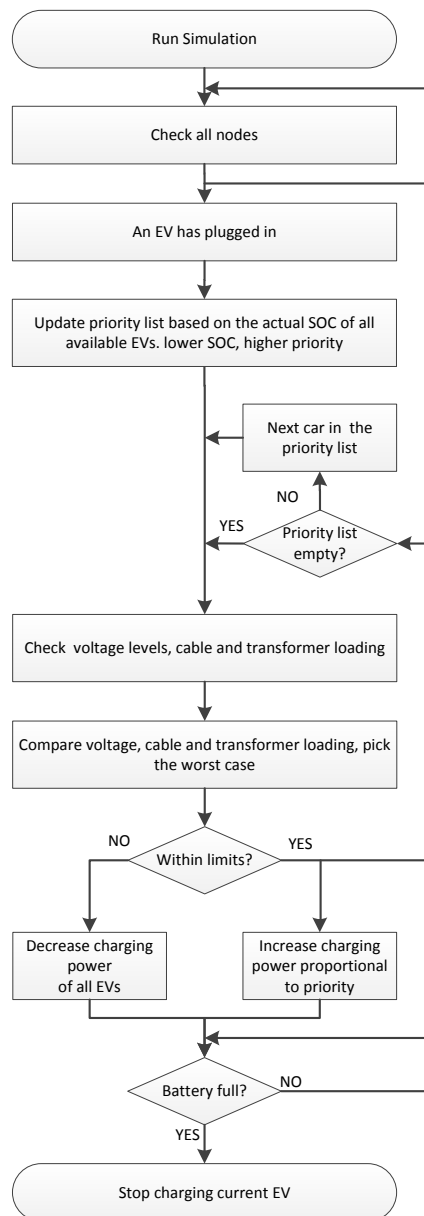 Run Simulation
Check all nodes
An EV has plugged in
Update priority list based on the actual SOC of all
available EVs. lower SOC, higher priority
Next car in the
priority list
NO
YES
Priority list
empty?
Check voltage levels, cable and transformer loading
Compare voltage, cable and transformer loading, pick
the worst case
NO
Within limits?
YES
Decrease charging
power
of all EVs
Increase charging
power proportional
to priority
Battery full?
NO
YES
Stop charging current EV